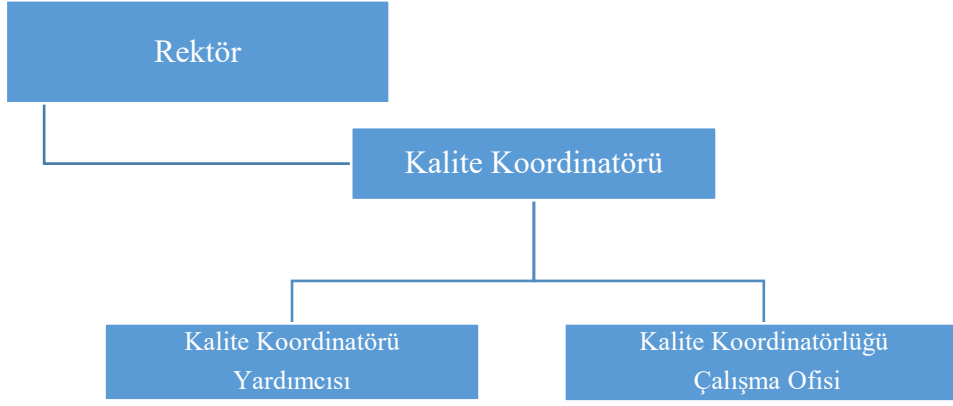 Rektör
Kalite Koordinatörü
Kalite Koordinatörü
Yardımcısı
Kalite Koordinatörlüğü
Çalışma Ofisi